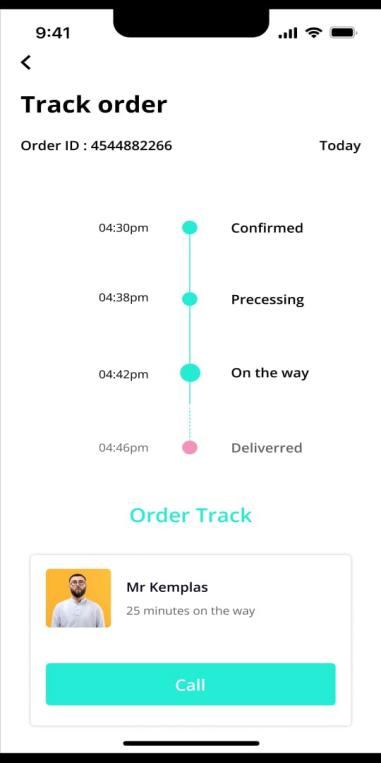 9:41
Track order
Order ID : 4544882266 Today
04:30pm Confirmed
04:38pm Precessing
04:42pm On the way
04:46pm Deliverred
Order Track
Mr Kemplas
25 minutes on the way
Call